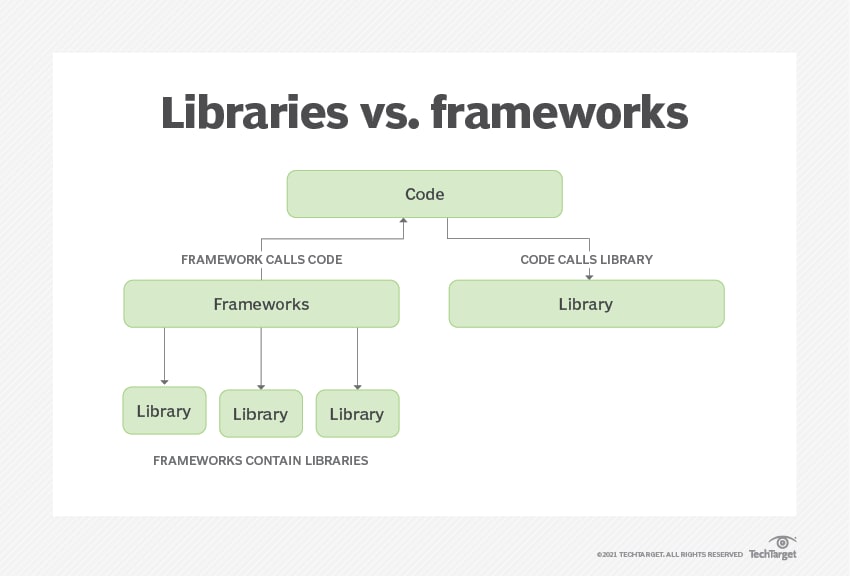 Libraries vs. frameworks
Code
FRAMEWORK CALLS CODE
CODE CALLS LIBRARY
Frameworks
Library
Library
Library
Library
FRAMEWORKS CONTAIN LIBRARIES
©2021 TECHTARGET. ALL RIGHTS RESERVED
TechTarget